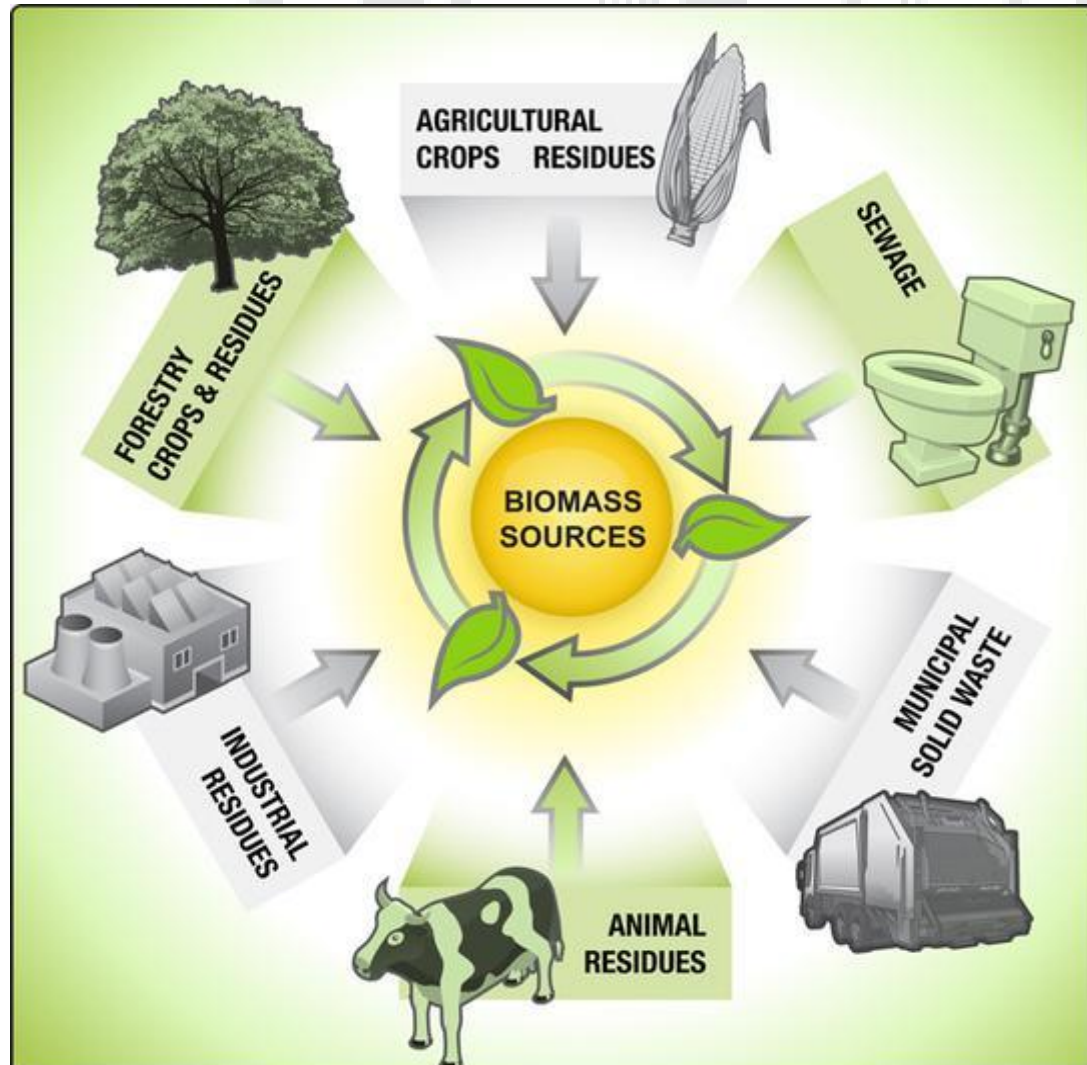 AGRICULTURAL
CROPS RESIDUES
SEWAGE
FORESTRY
CROPS & RESIDUES
BIOMASS
SOURCES
MUNICIPAL
SOLID WASTE
INDUSTRIAL
RESIDUES
ANIMAL
RESIDUES